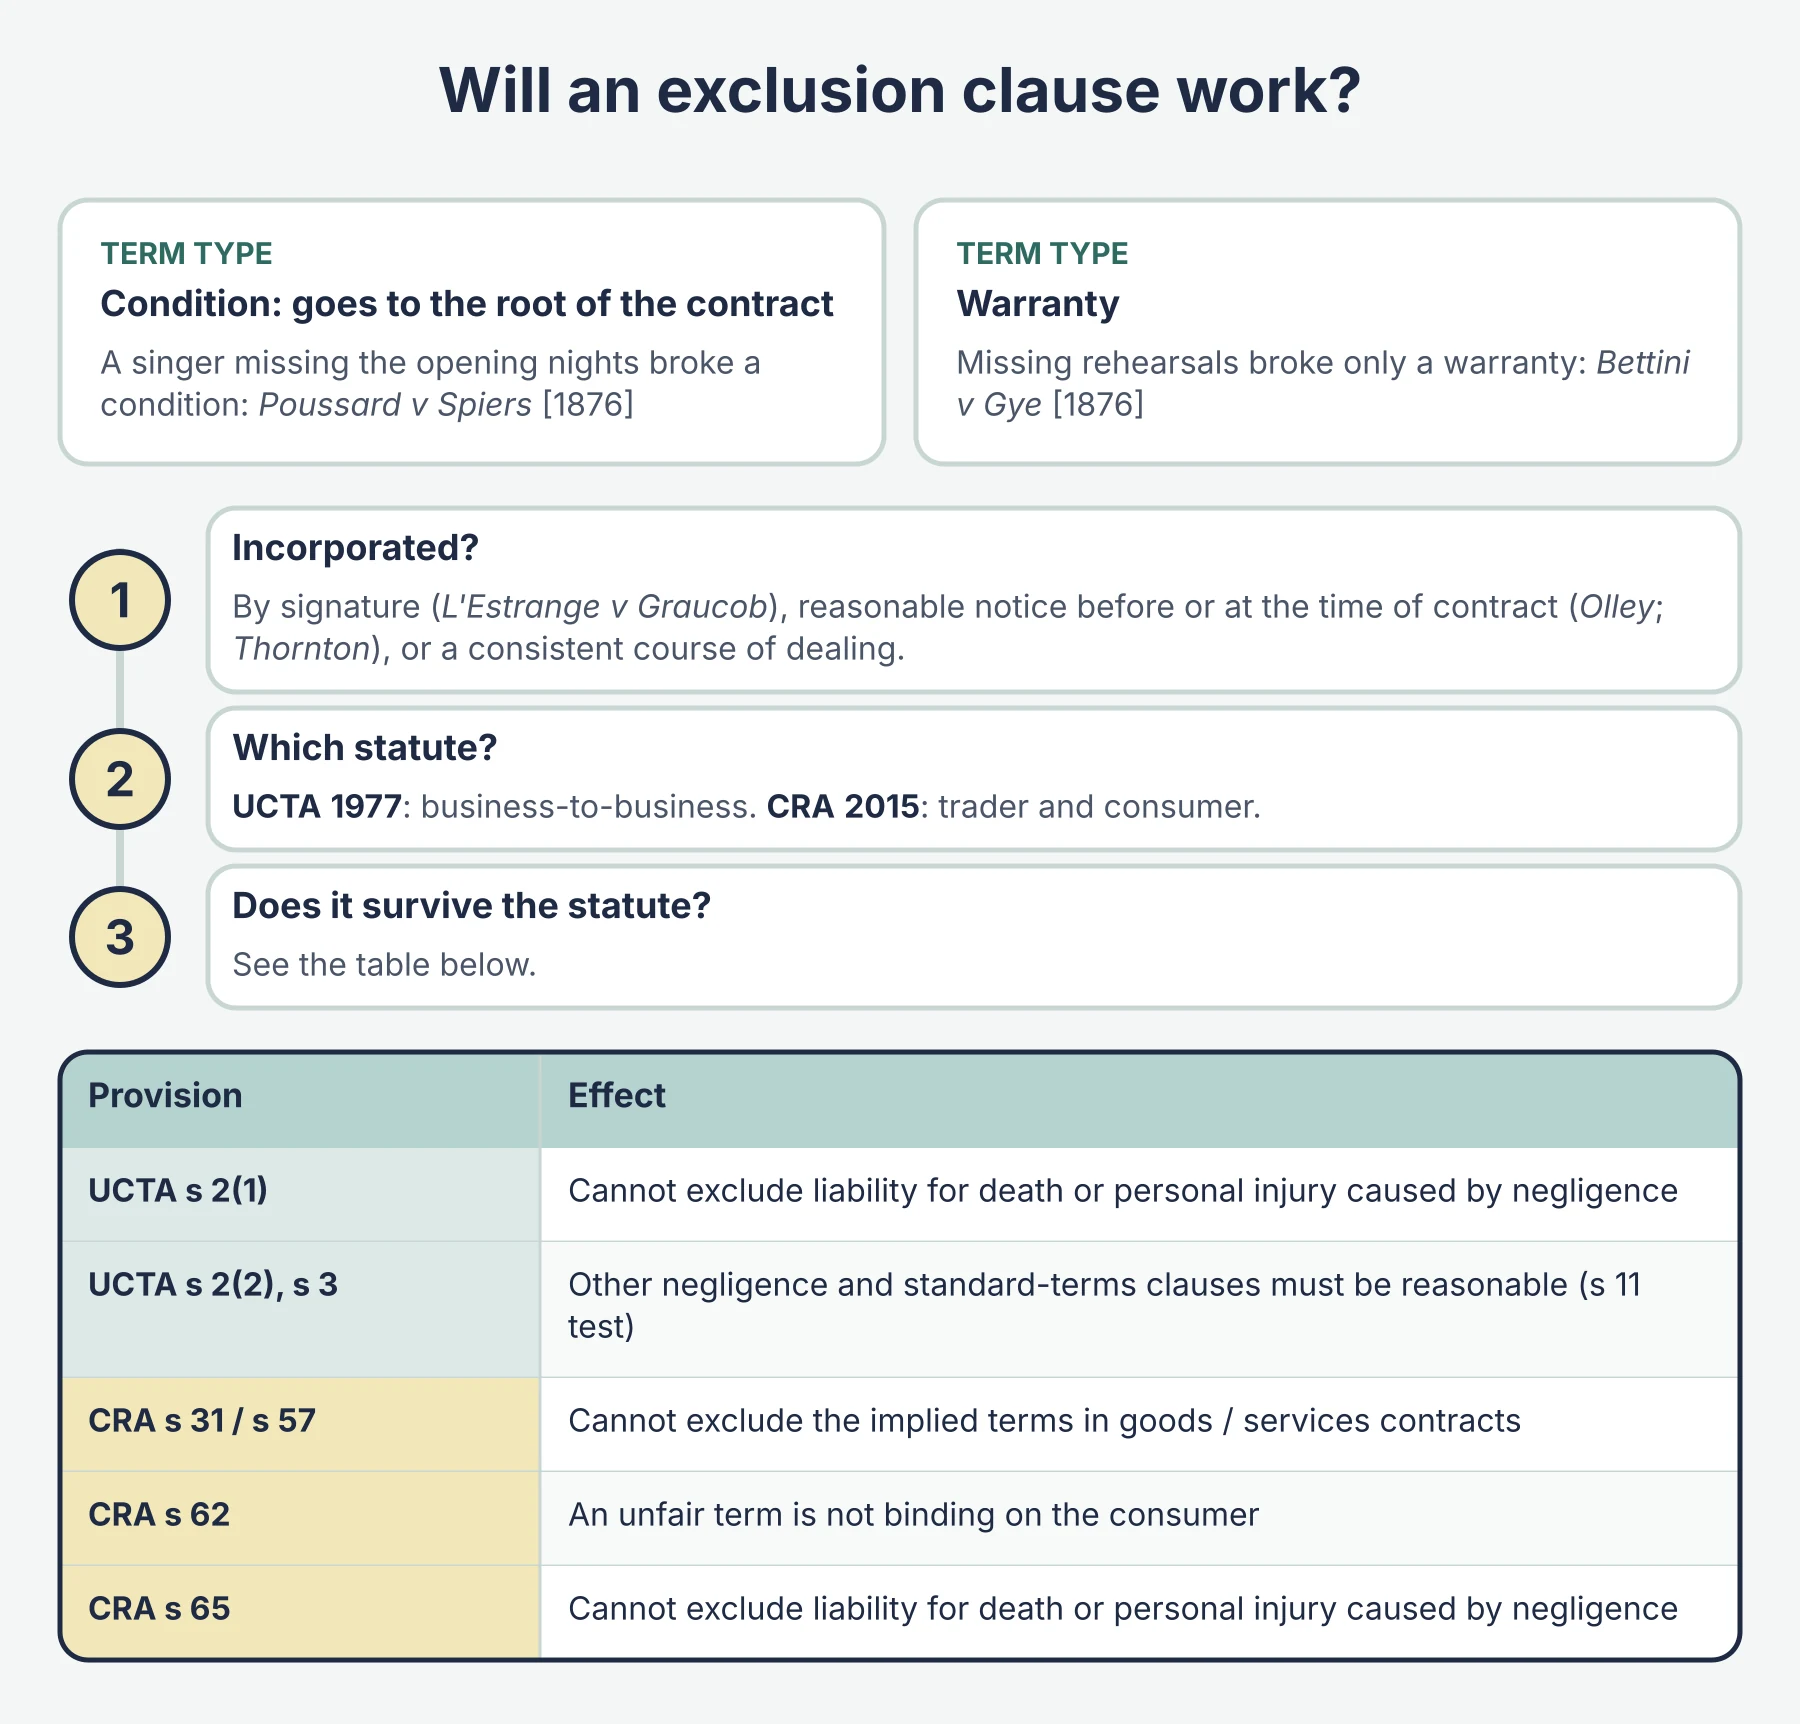 Will an exclusion clause work?
TERM TYPE
Condition: goes to the root of the contract
A singer missing the opening nights broke a
condition: Poussard v Spiers [1876]
TERM TYPE
Warranty
Missing rehearsals broke only a warranty: Bettini
v Gye [1876]
1
Incorporated?
By signature (L'Estrange v Graucob), reasonable notice before or at the time of contract (Olley;
Thornton), or a consistent course of dealing.
2
Which statute?
UCTA 1977: business-to-business. CRA 2015: trader and consumer.
3
Does it survive the statute?
See the table below.
Provision
Effect
UCTA s 2(1)
Cannot exclude liability for death or personal injury caused by negligence
UCTA s 2(2), s 3
Other negligence and standard-terms clauses must be reasonable (s 11
test)
CRA s 31 / s 57
Cannot exclude the implied terms in goods / services contracts
CRA s 62
An unfair term is not binding on the consumer
CRA s 65
Cannot exclude liability for death or personal injury caused by negligence